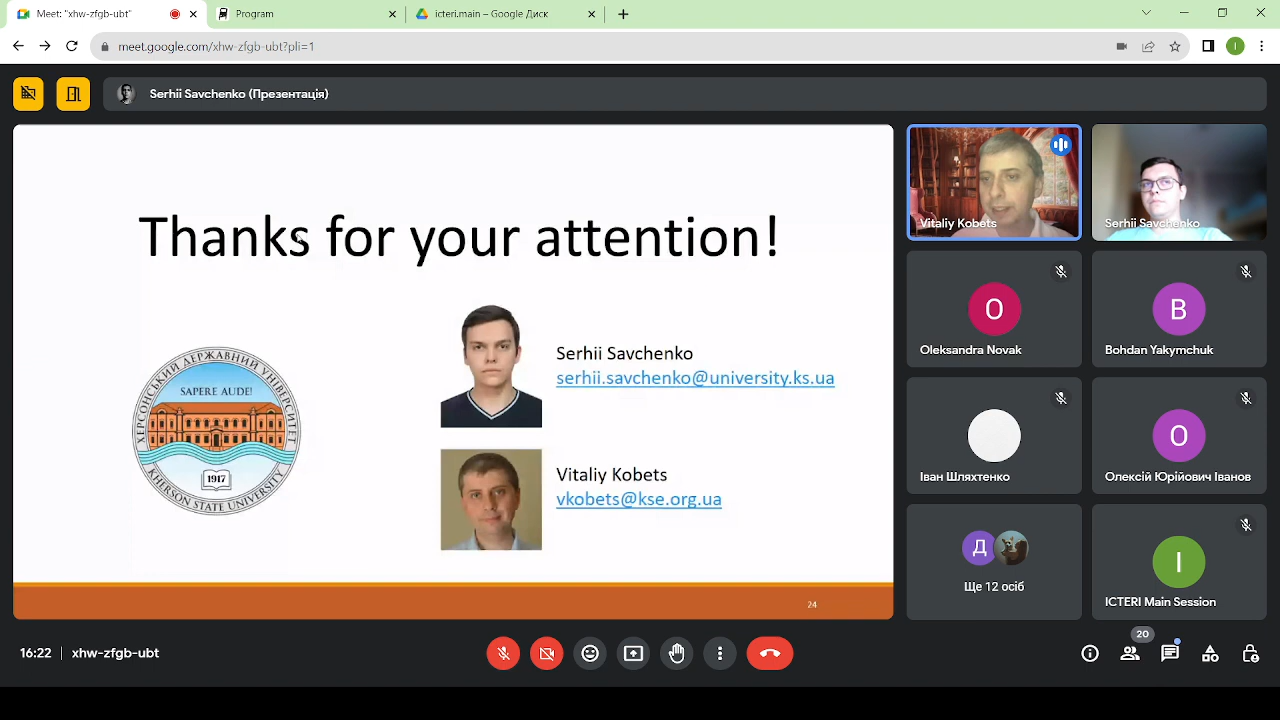 Meet: "xhw-zfgb-ubt"
Program
icteri.main – Google Диск
meet.google.com/xhw-zfgb-ubt?pli=1
I
Serhii Savchenko (Презентація)
Thanks for your attention!
ХЕРСОНСЬКИЙ ДЕРЖАВНИЙ УНІВЕРСИТЕТ
SAPERE AUDE!
1917
KHERSON STATE UNIVERSITY
Serhii Savchenko
serhii.savchenko@university.ks.ua
Vitaliy Kobets
vkobets@kse.org.ua
24
Vitaliy Kobets
Serhii Savchenko
O
Oleksandra Novak
B
Bohdan Yakymchuk
Іван Шляхтенко
О
Олексій Юрійович Іванов
Д
Ще 12 осіб
I
ICTERI Main Session
16:22 | xhw-zfgb-ubt
20